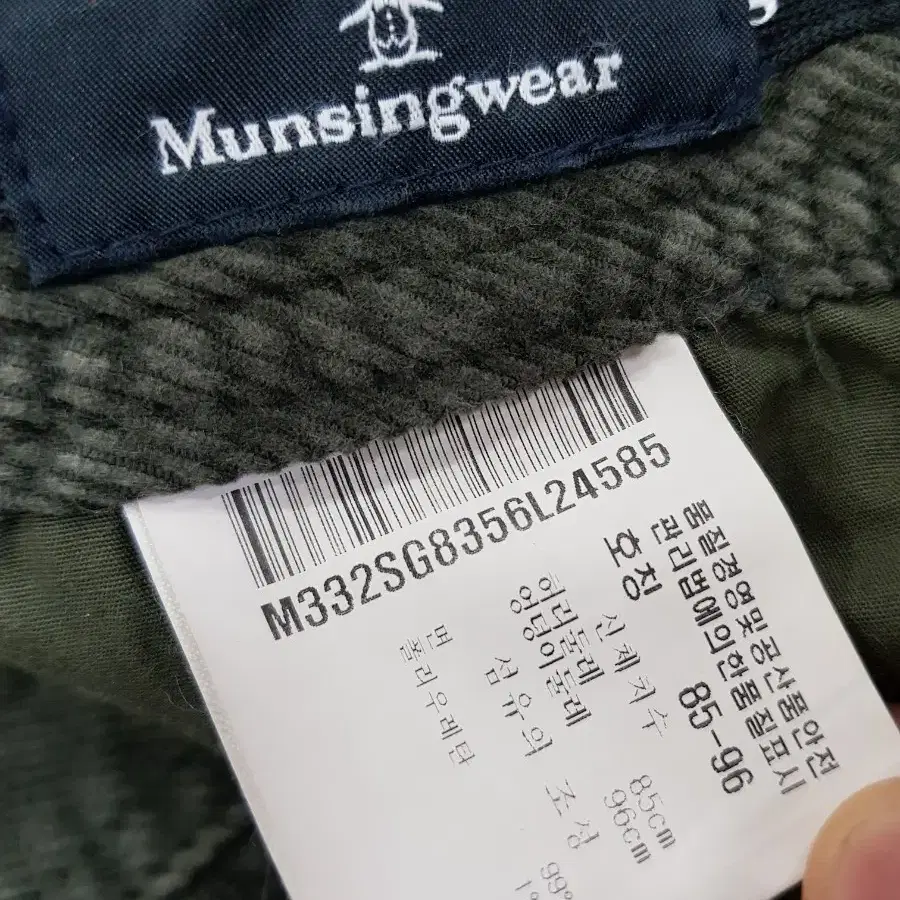 Munsingwear
M332SG8356L24585
품질경영및공산품안전
관리법에의한품질표시
호칭 85-96
신체치수
허리둘레 85cm
엉덩이둘레 96cm
섬유의 조성
면 99%
폴리우레탄